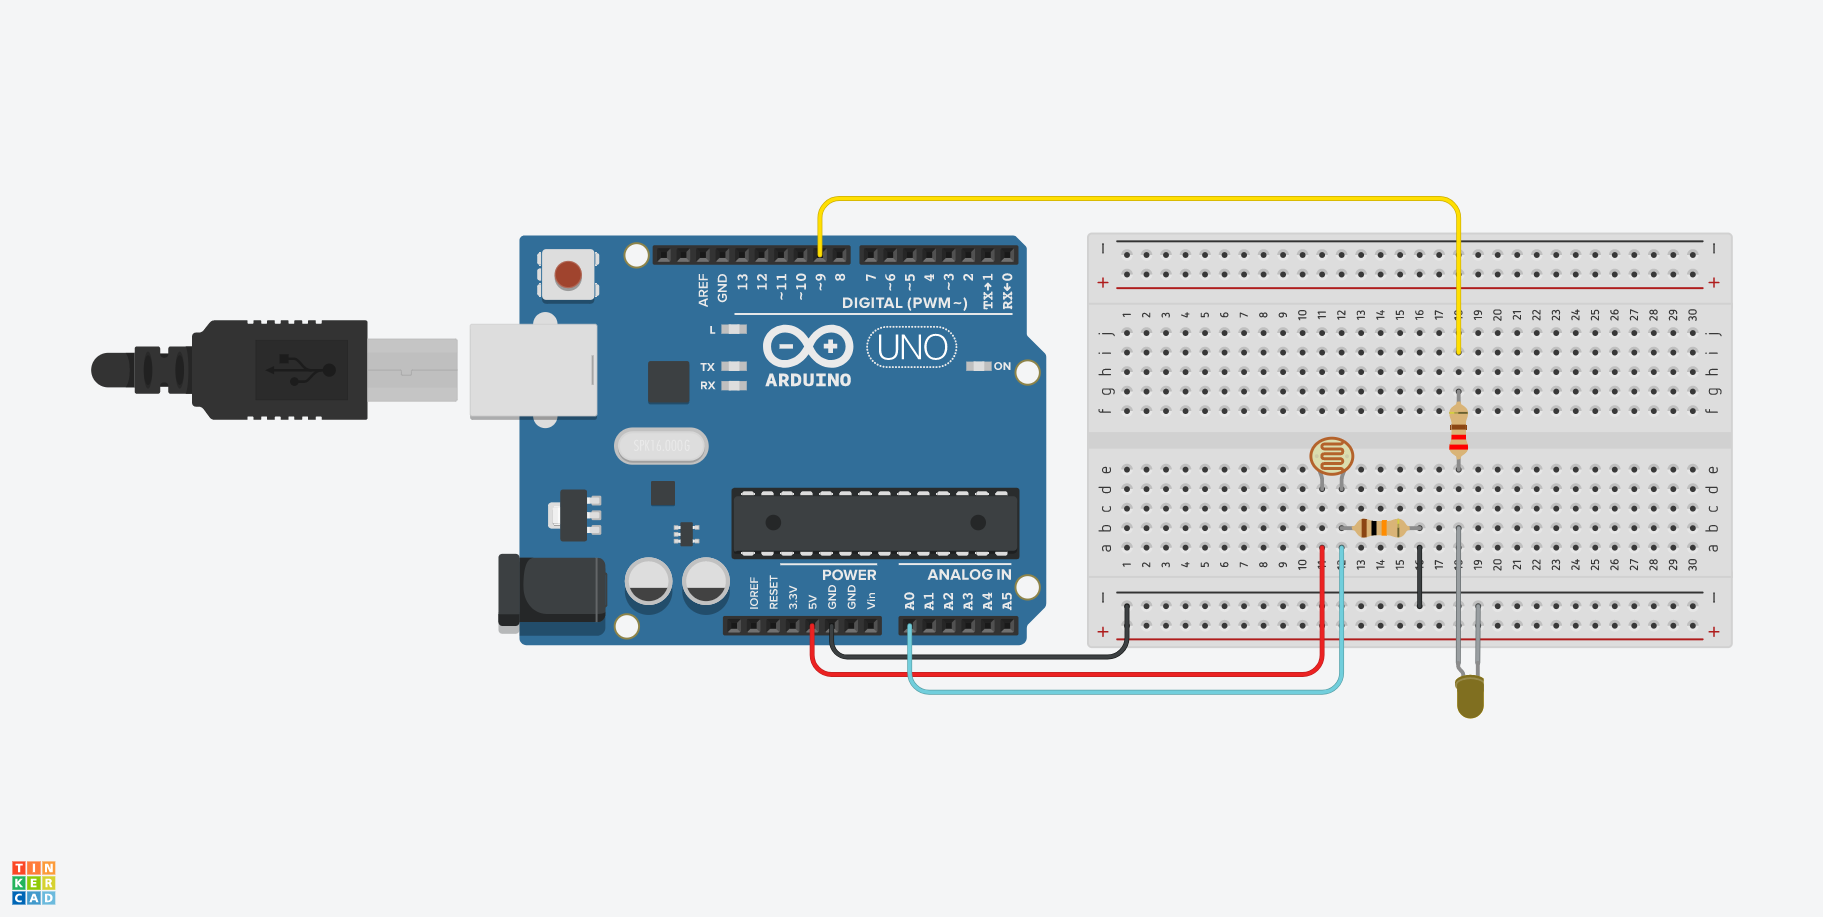 AREF
GND
13
12
~11
~10
~9
8
7
~6
~5
4
~3
2
TX→1
RX←0
DIGITAL (PWM~)
L
TX
RX
ARDUINO
UNO
ON
SPK16.000G
POWER
ANALOG IN
IOREF
RESET
3.3V
5V
GND
GND
Vin
A0
A1
A2
A3
A4
A5
− −
+ +
1 2 3 4 5 6 7 8 9 10 11 12 13 14 15 16 17 18 19 20 21 22 23 24 25 26 27 28 29 30
j j
i i
h h
g g
f f
e e
d d
c c
b b
a a
1 2 3 4 5 6 7 8 9 10 11 12 13 14 15 16 17 18 19 20 21 22 23 24 25 26 27 28 29 30
− −
+ +
TIN
KER
CAD